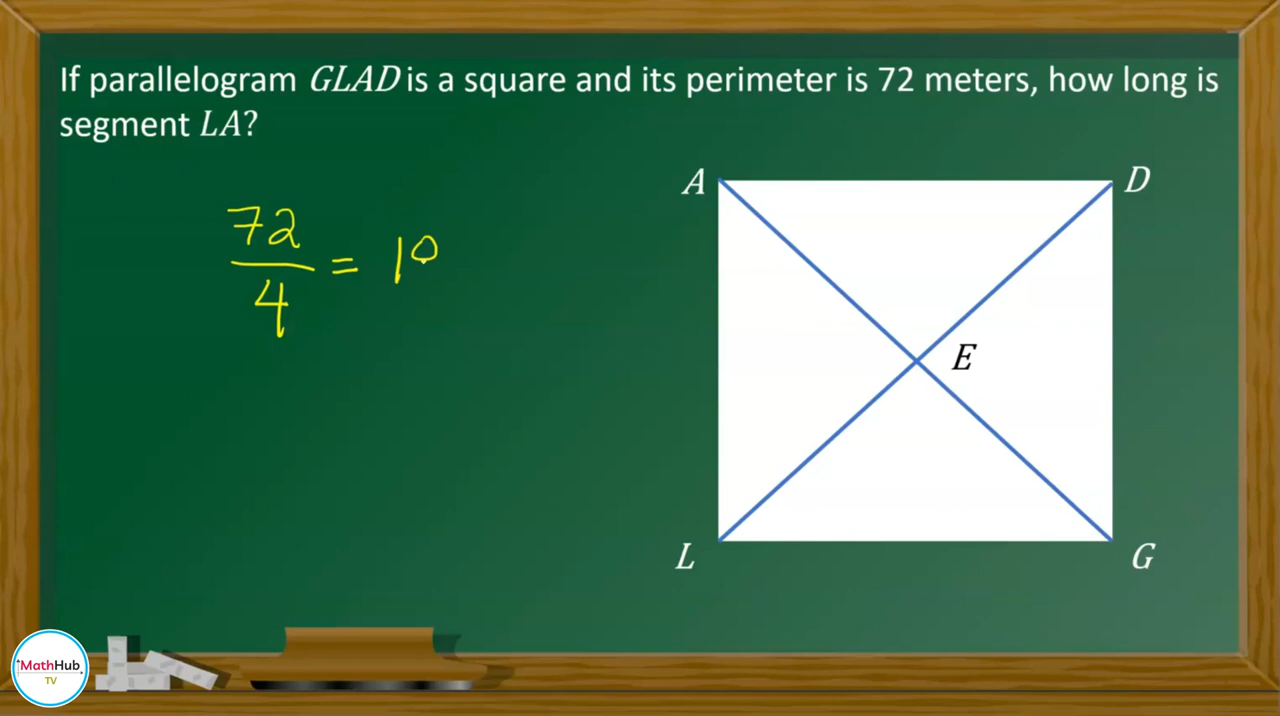 If parallelogram GLAD is a square and its perimeter is 72 meters, how long is
segment LA?
A
D
72
4
= 10
E
L
G
MathHub
TV